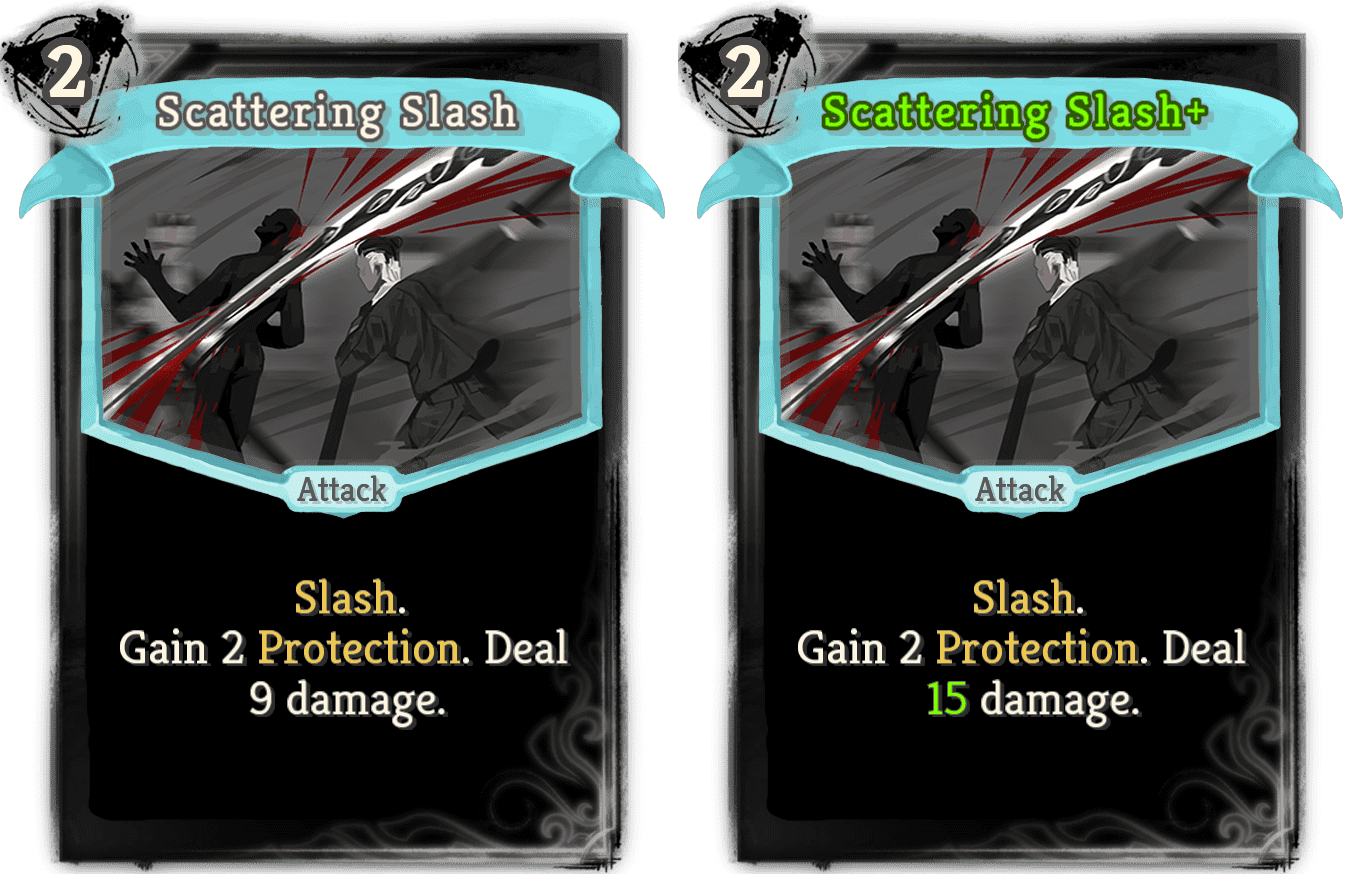 2
Scattering Slash
Attack
Slash.
Gain 2 Protection. Deal
9 damage.
2
Scattering Slash+
Attack
Slash.
Gain 2 Protection. Deal
15 damage.